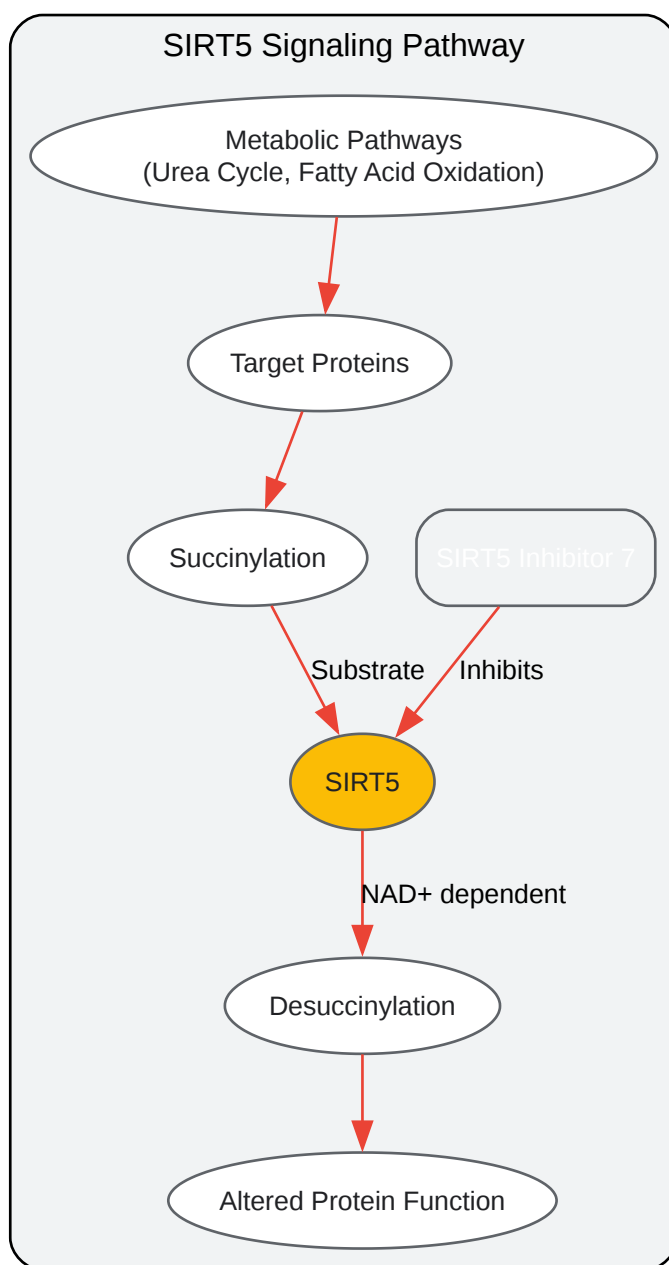 SIRT5 Signaling Pathway
Metabolic Pathways
(Urea Cycle, Fatty Acid Oxidation)
Target Proteins
Succinylation
SIRT5 Inhibitor 7
Substrate
Inhibits
SIRT5
NAD+ dependent
Desuccinylation
Altered Protein Function